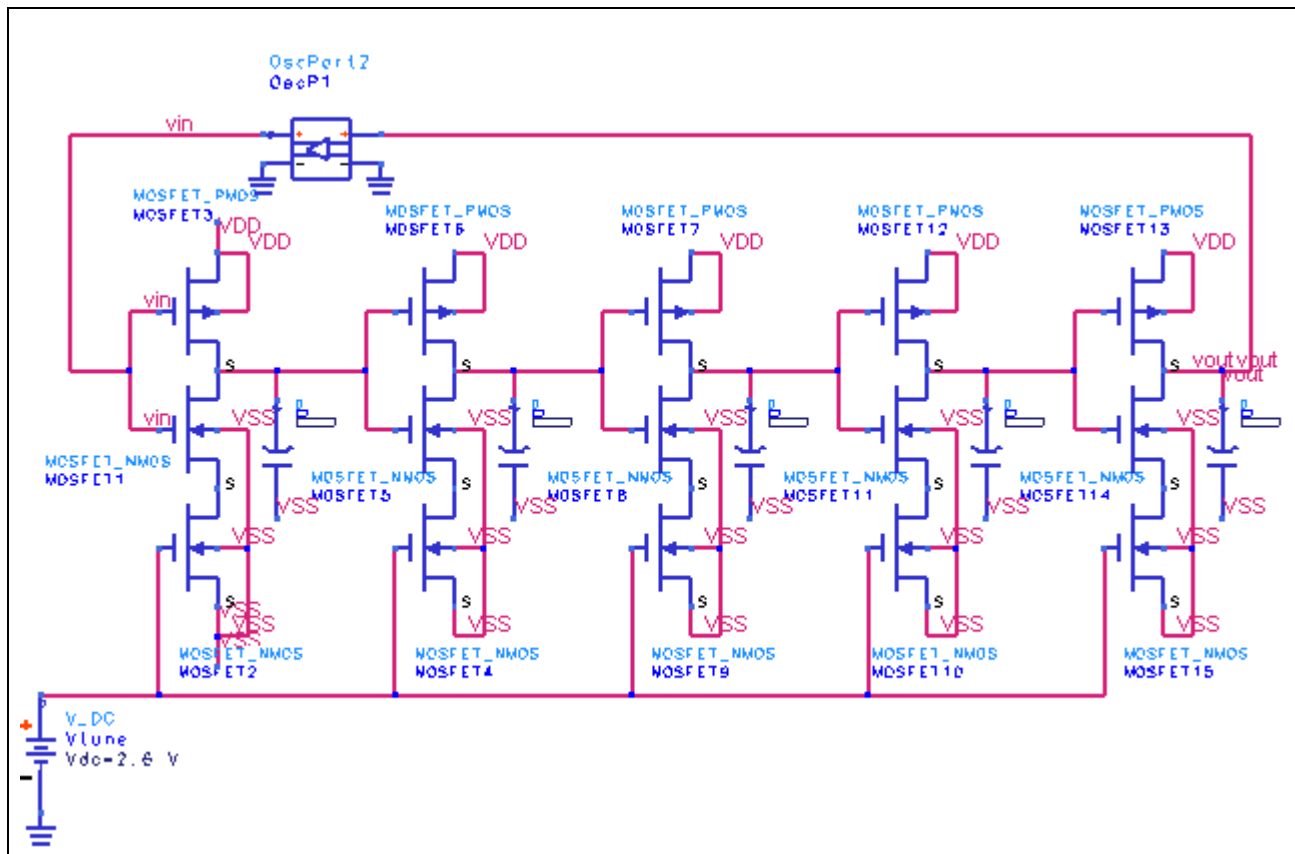 OscPort2
OscP1
vin
MOSFET_PMOS
MOSFET3
MOSFET_PMOS
MOSFET6
MOSFET_PMOS
MOSFET7
MOSFET_PMOS
MOSFET12
MOSFET_PMOS
MOSFET13
VDD
VDD
VDD
VDD
VDD
VDD
vin
s
s
s
s
s
vout
vout
vout
vin
VSS
VSS
VSS
VSS
VSS
MOSFET_NMOS
MOSFET1
MOSFET_NMOS
MOSFET5
MOSFET_NMOS
MOSFET8
MOSFET_NMOS
MOSFET11
MOSFET_NMOS
MOSFET14
s
s
s
s
s
VSS
VSS
VSS
VSS
VSS
VSS
VSS
VSS
VSS
VSS
s
s
s
s
s
VSS
VSS
VSS
VSS
VSS
VSS
VSS
MOSFET_NMOS
MOSFET2
MOSFET_NMOS
MOSFET4
MOSFET_NMOS
MOSFET9
MOSFET_NMOS
MOSFET10
MOSFET_NMOS
MOSFET15
+
V_DC
Vtune
Vdc=2.6 V
-